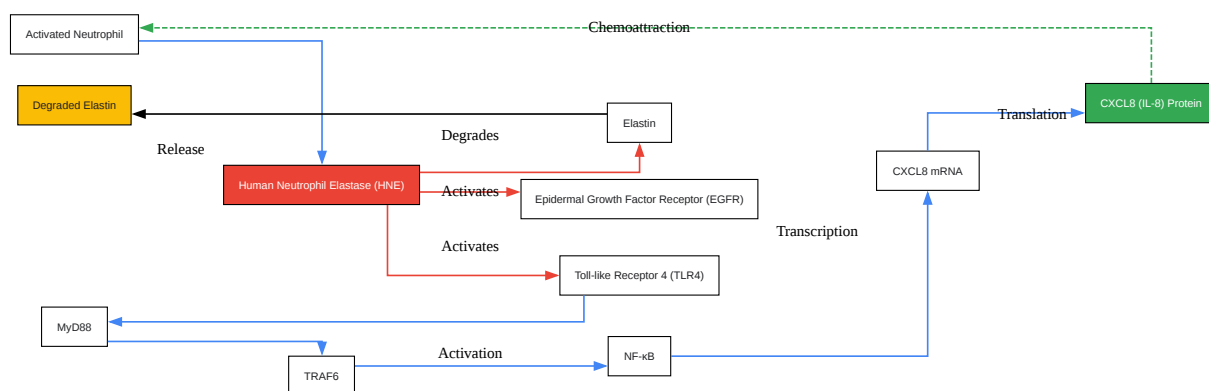 Activated Neutrophil
Chemoattraction
Degraded Elastin
CXCL8 (IL-8) Protein
Translation
Elastin
Degrades
Release
Human Neutrophil Elastase (HNE)
Activates
Epidermal Growth Factor Receptor (EGFR)
CXCL8 mRNA
Transcription
Activates
Toll-like Receptor 4 (TLR4)
MyD88
Activation
NF-κB
TRAF6